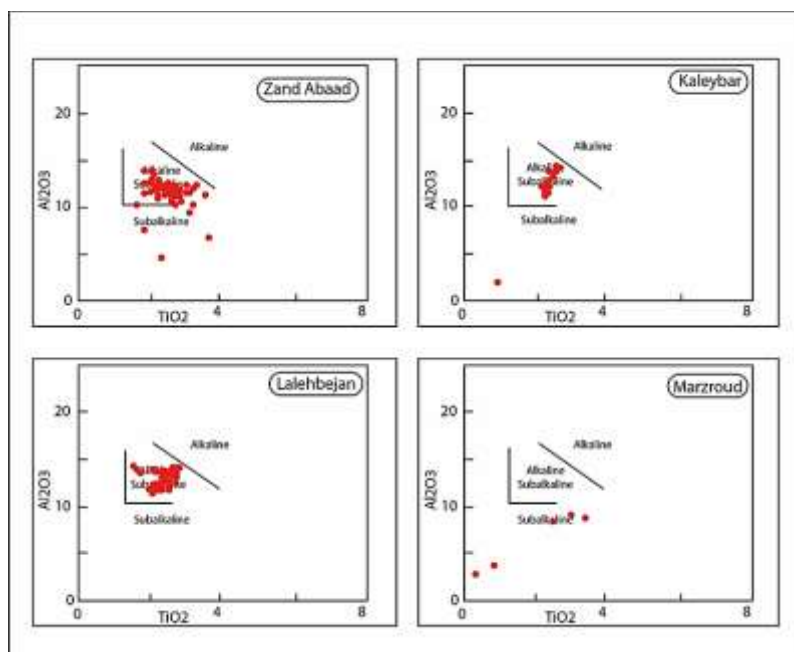 Zand Abaad
20
Alkaline
Subalkaline
10
Al2O3
0
0
TiO2
4
8
Kaleybar
20
Alkaline
Alkaline
Subalkaline
10
Subalkaline
Al2O3
0
0
TiO2
4
8
Lalehbejan
20
Alkaline
Subalkaline
10
Al2O3
0
0
TiO2
4
8
Marzroud
20
Alkaline
Alkaline
Subalkaline
10
Subalkaline
Al2O3
0
0
TiO2
4
8